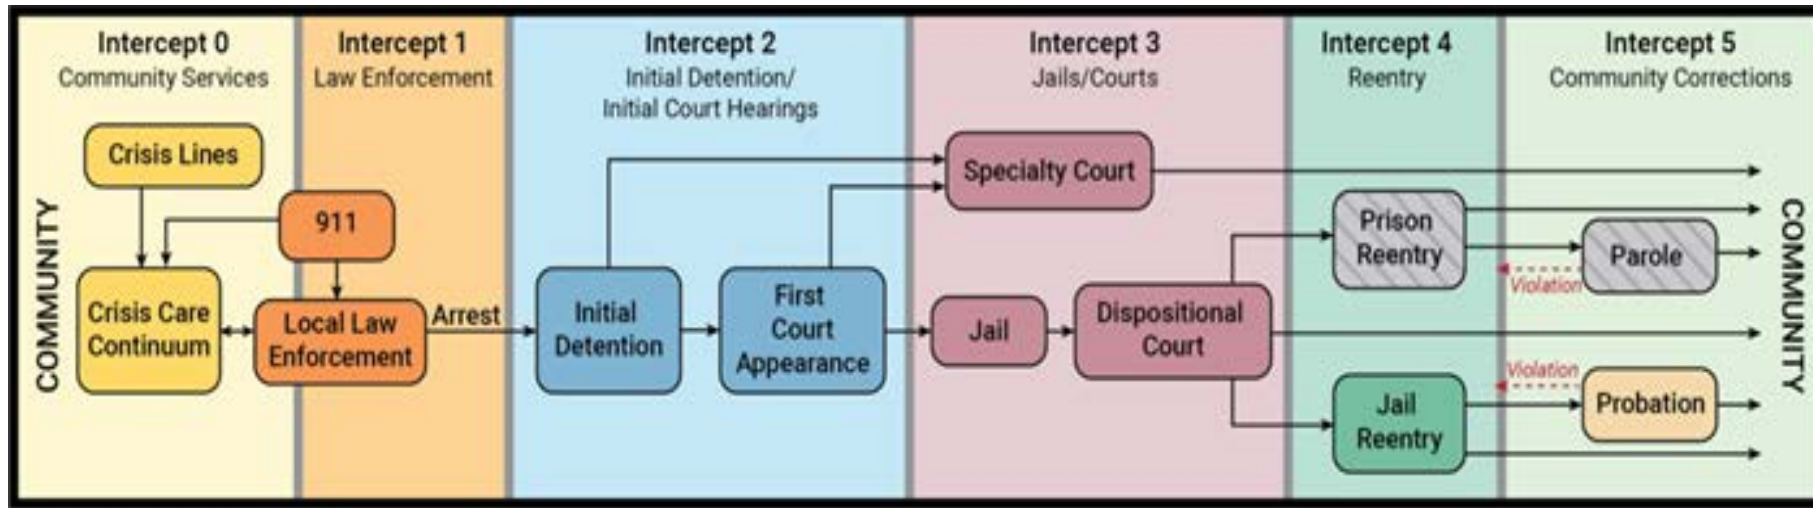 Intercept 0
Community Services
Intercept 1
Law Enforcement
Intercept 2
Initial Detention/
Initial Court Hearings
Intercept 3
Jails/Courts
Intercept 4
Reentry
Intercept 5
Community Corrections
COMMUNITY
Crisis Lines
911
Crisis Care
Continuum
Local Law
Enforcement
Arrest
Initial
Detention
First
Court
Appearance
Specialty Court
Jail
Dispositional
Court
Prison
Reentry
Parole
Violation
Jail
Reentry
Violation
Probation
COMMUNITY